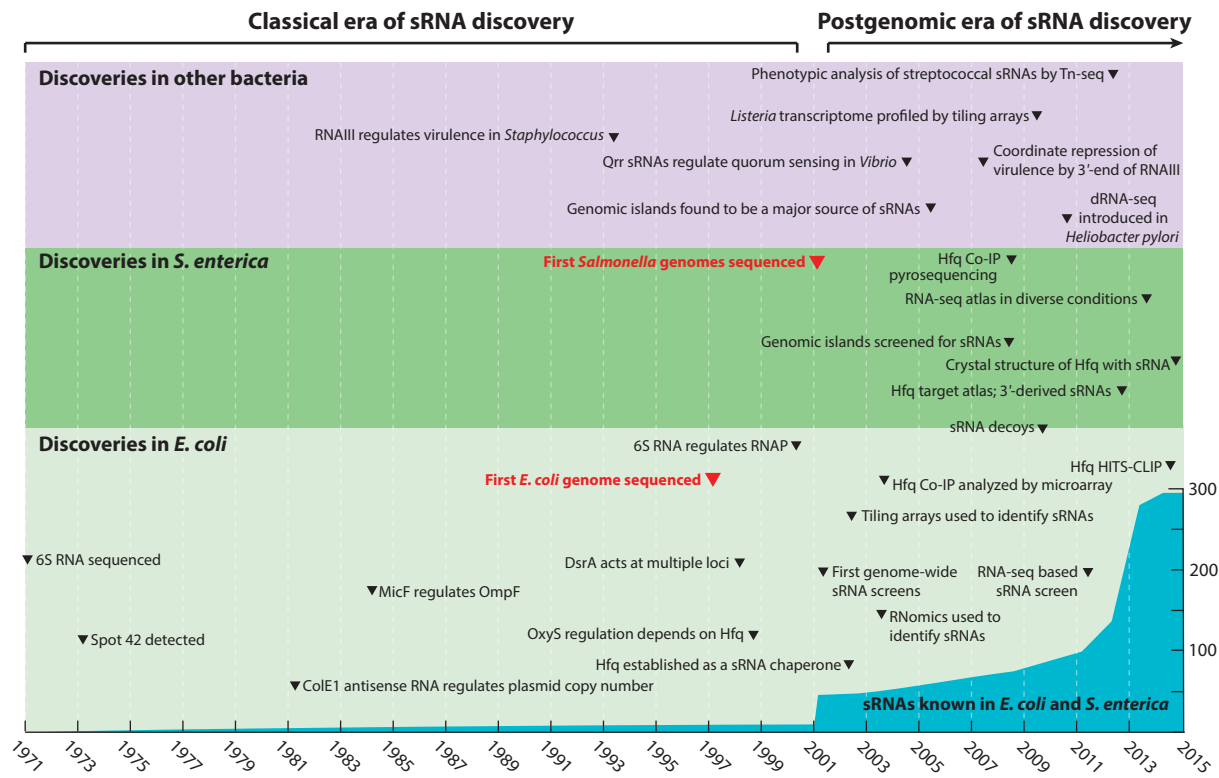 Classical era of sRNA discovery
Postgenomic era of sRNA discovery
Discoveries in other bacteria
Phenotypic analysis of streptococcal sRNAs by Tn-seq
Listeria transcriptome profiled by tiling arrays
RNAIII regulates virulence in Staphylococcus
Qrr sRNAs regulate quorum sensing in Vibrio
Coordinate repression of
virulence by 3′-end of RNAIII
Genomic islands found to be a major source of sRNAs
dRNA-seq
introduced in
Heliobacter pylori
Discoveries in S. enterica
First Salmonella genomes sequenced
Hfq Co-IP
pyrosequencing
RNA-seq atlas in diverse conditions
Genomic islands screened for sRNAs
Crystal structure of Hfq with sRNA
Hfq target atlas; 3′-derived sRNAs
sRNA decoys
Discoveries in E. coli
6S RNA regulates RNAP
Hfq HITS-CLIP
First E. coli genome sequenced
Hfq Co-IP analyzed by microarray
300
Tiling arrays used to identify sRNAs
6S RNA sequenced
DsrA acts at multiple loci
First genome-wide
sRNA screens
RNA-seq based
sRNA screen
200
MicF regulates OmpF
RNomics used to
identify sRNAs
Spot 42 detected
OxyS regulation depends on Hfq
100
Hfq established as a sRNA chaperone
ColE1 antisense RNA regulates plasmid copy number
sRNAs known in E. coli and S. enterica
1971
1973
1975
1977
1979
1981
1983
1985
1987
1989
1991
1993
1995
1997
1999
2001
2003
2005
2007
2009
2011
2013
2015